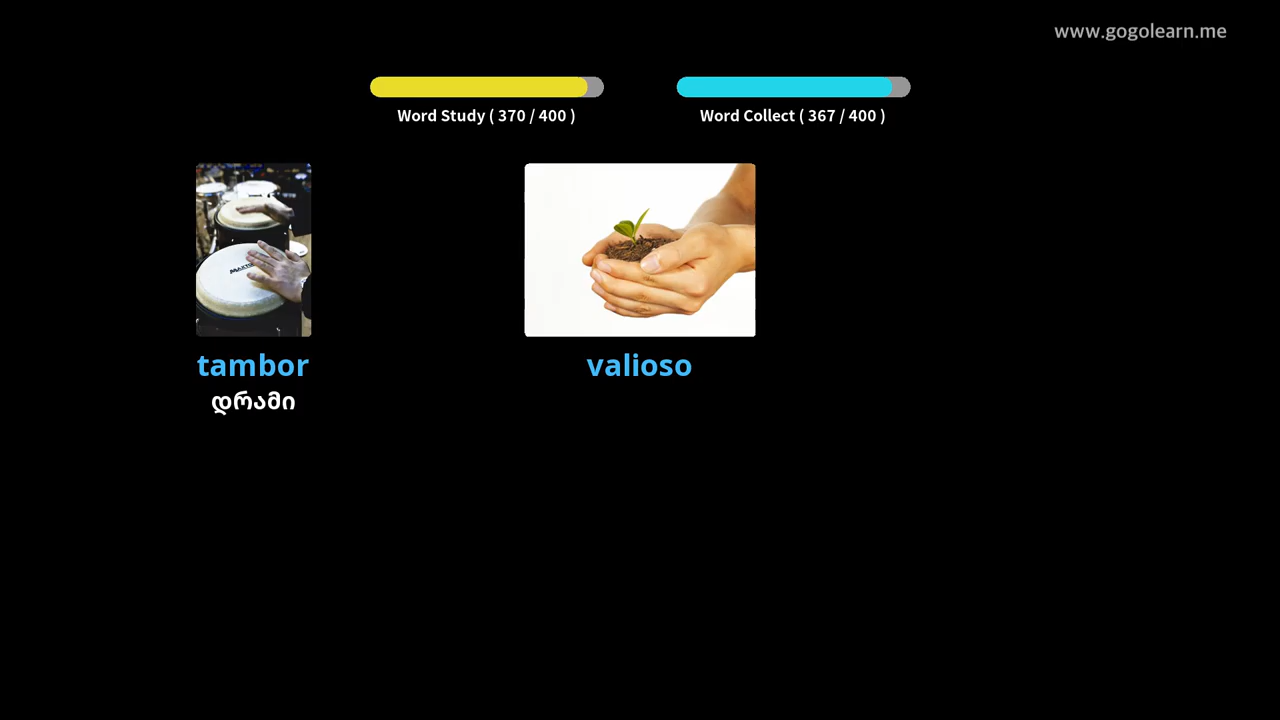 www.gogolearn.me
Word Study ( 370 / 400 )
Word Collect ( 367 / 400 )
tambor
დრამი
valioso